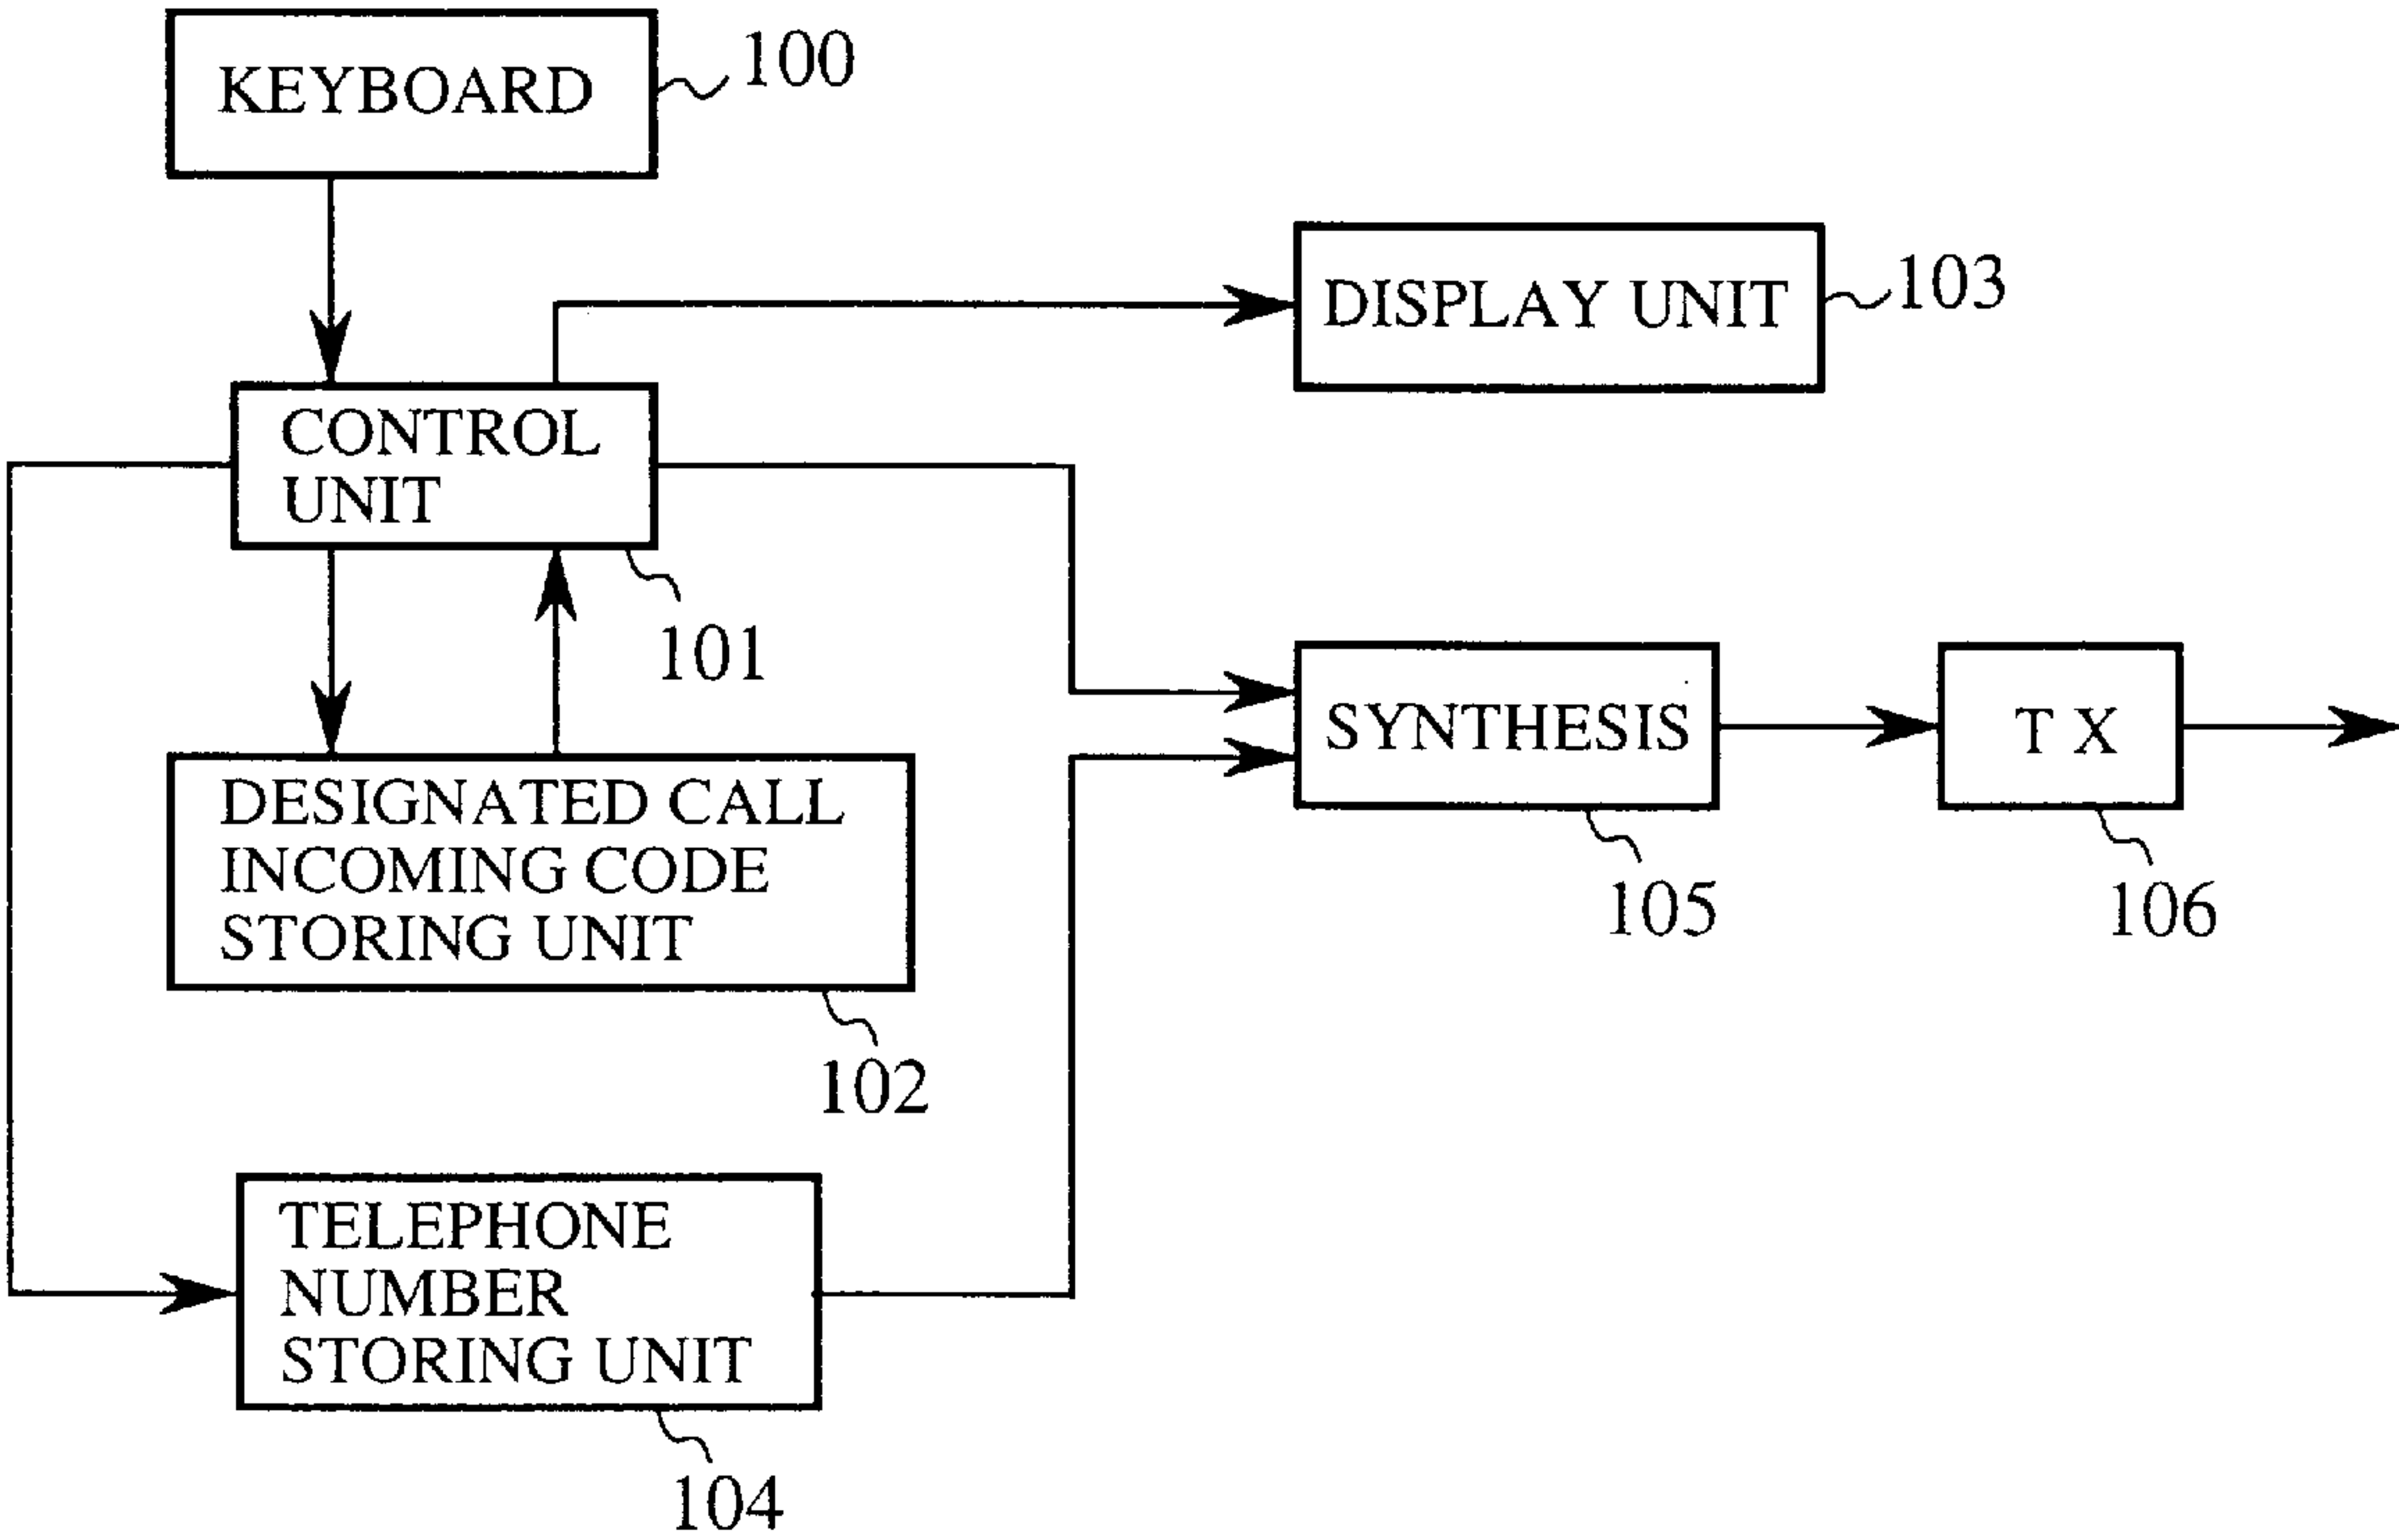 KEYBOARD
100
DISPLAY UNIT
103
CONTROL
UNIT
101
DESIGNATED CALL
INCOMING CODE
STORING UNIT
102
SYNTHESIS
105
TX
106
TELEPHONE
NUMBER
STORING UNIT
104